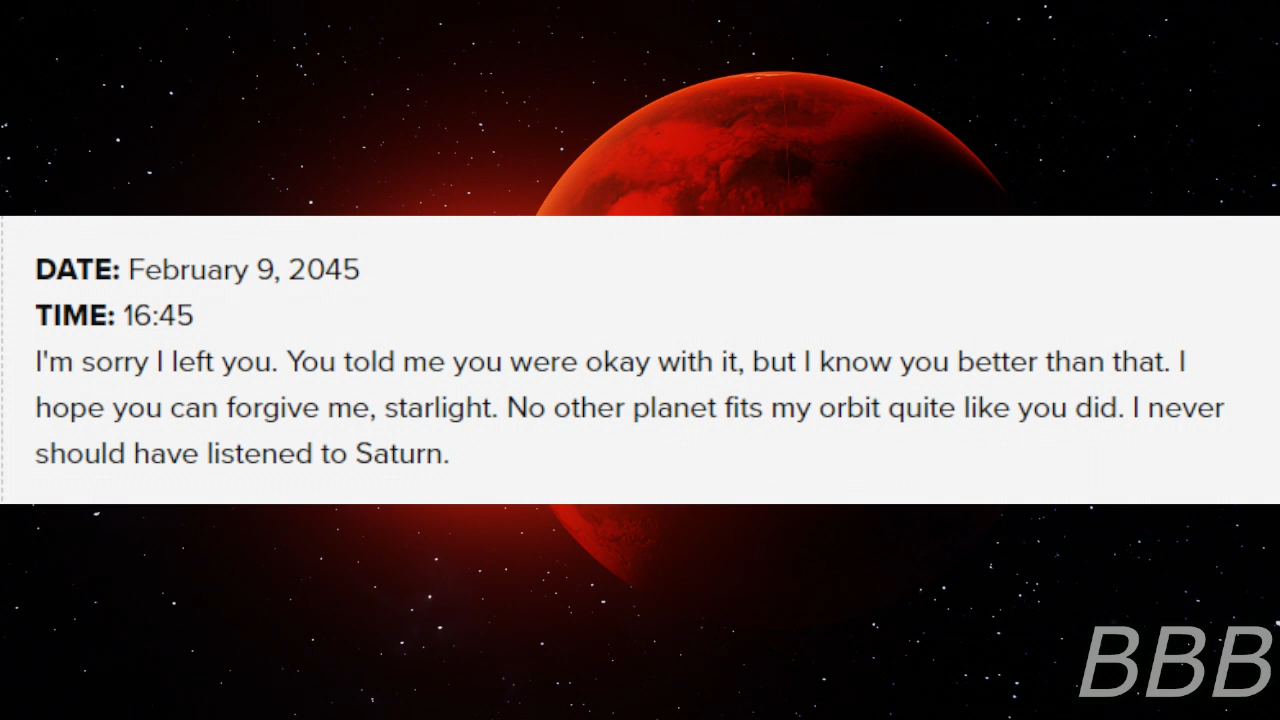 DATE: February 9, 2045
TIME: 16:45
I'm sorry I left you. You told me you were okay with it, but I know you better than that. I
hope you can forgive me, starlight. No other planet fits my orbit quite like you did. I never
should have listened to Saturn.
BBB